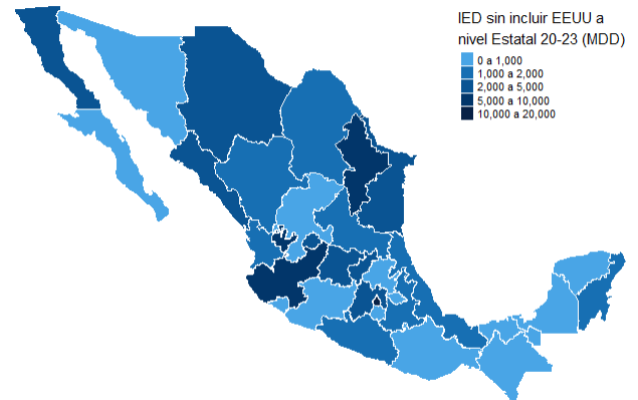 IED sin incluir EEUU a
nivel Estatal 20-23 (MDD)
0 a 1,000
1,000 a 2,000
2,000 a 5,000
5,000 a 10,000
10,000 a 20,000